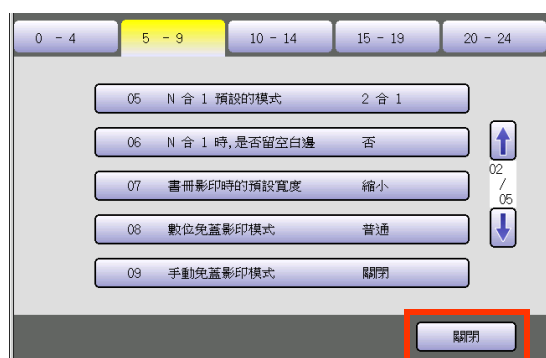 0 - 4 5 - 9 10 - 14 15 - 19 20 - 24
05 N 合 1 預設的模式 2 合 1
06 N 合 1 時,是否留空白邊 否
07 書冊影印時的預設寬度 縮小
08 數位免蓋影印模式 普通
09 手動免蓋影印模式 關閉
02
/
05
關閉